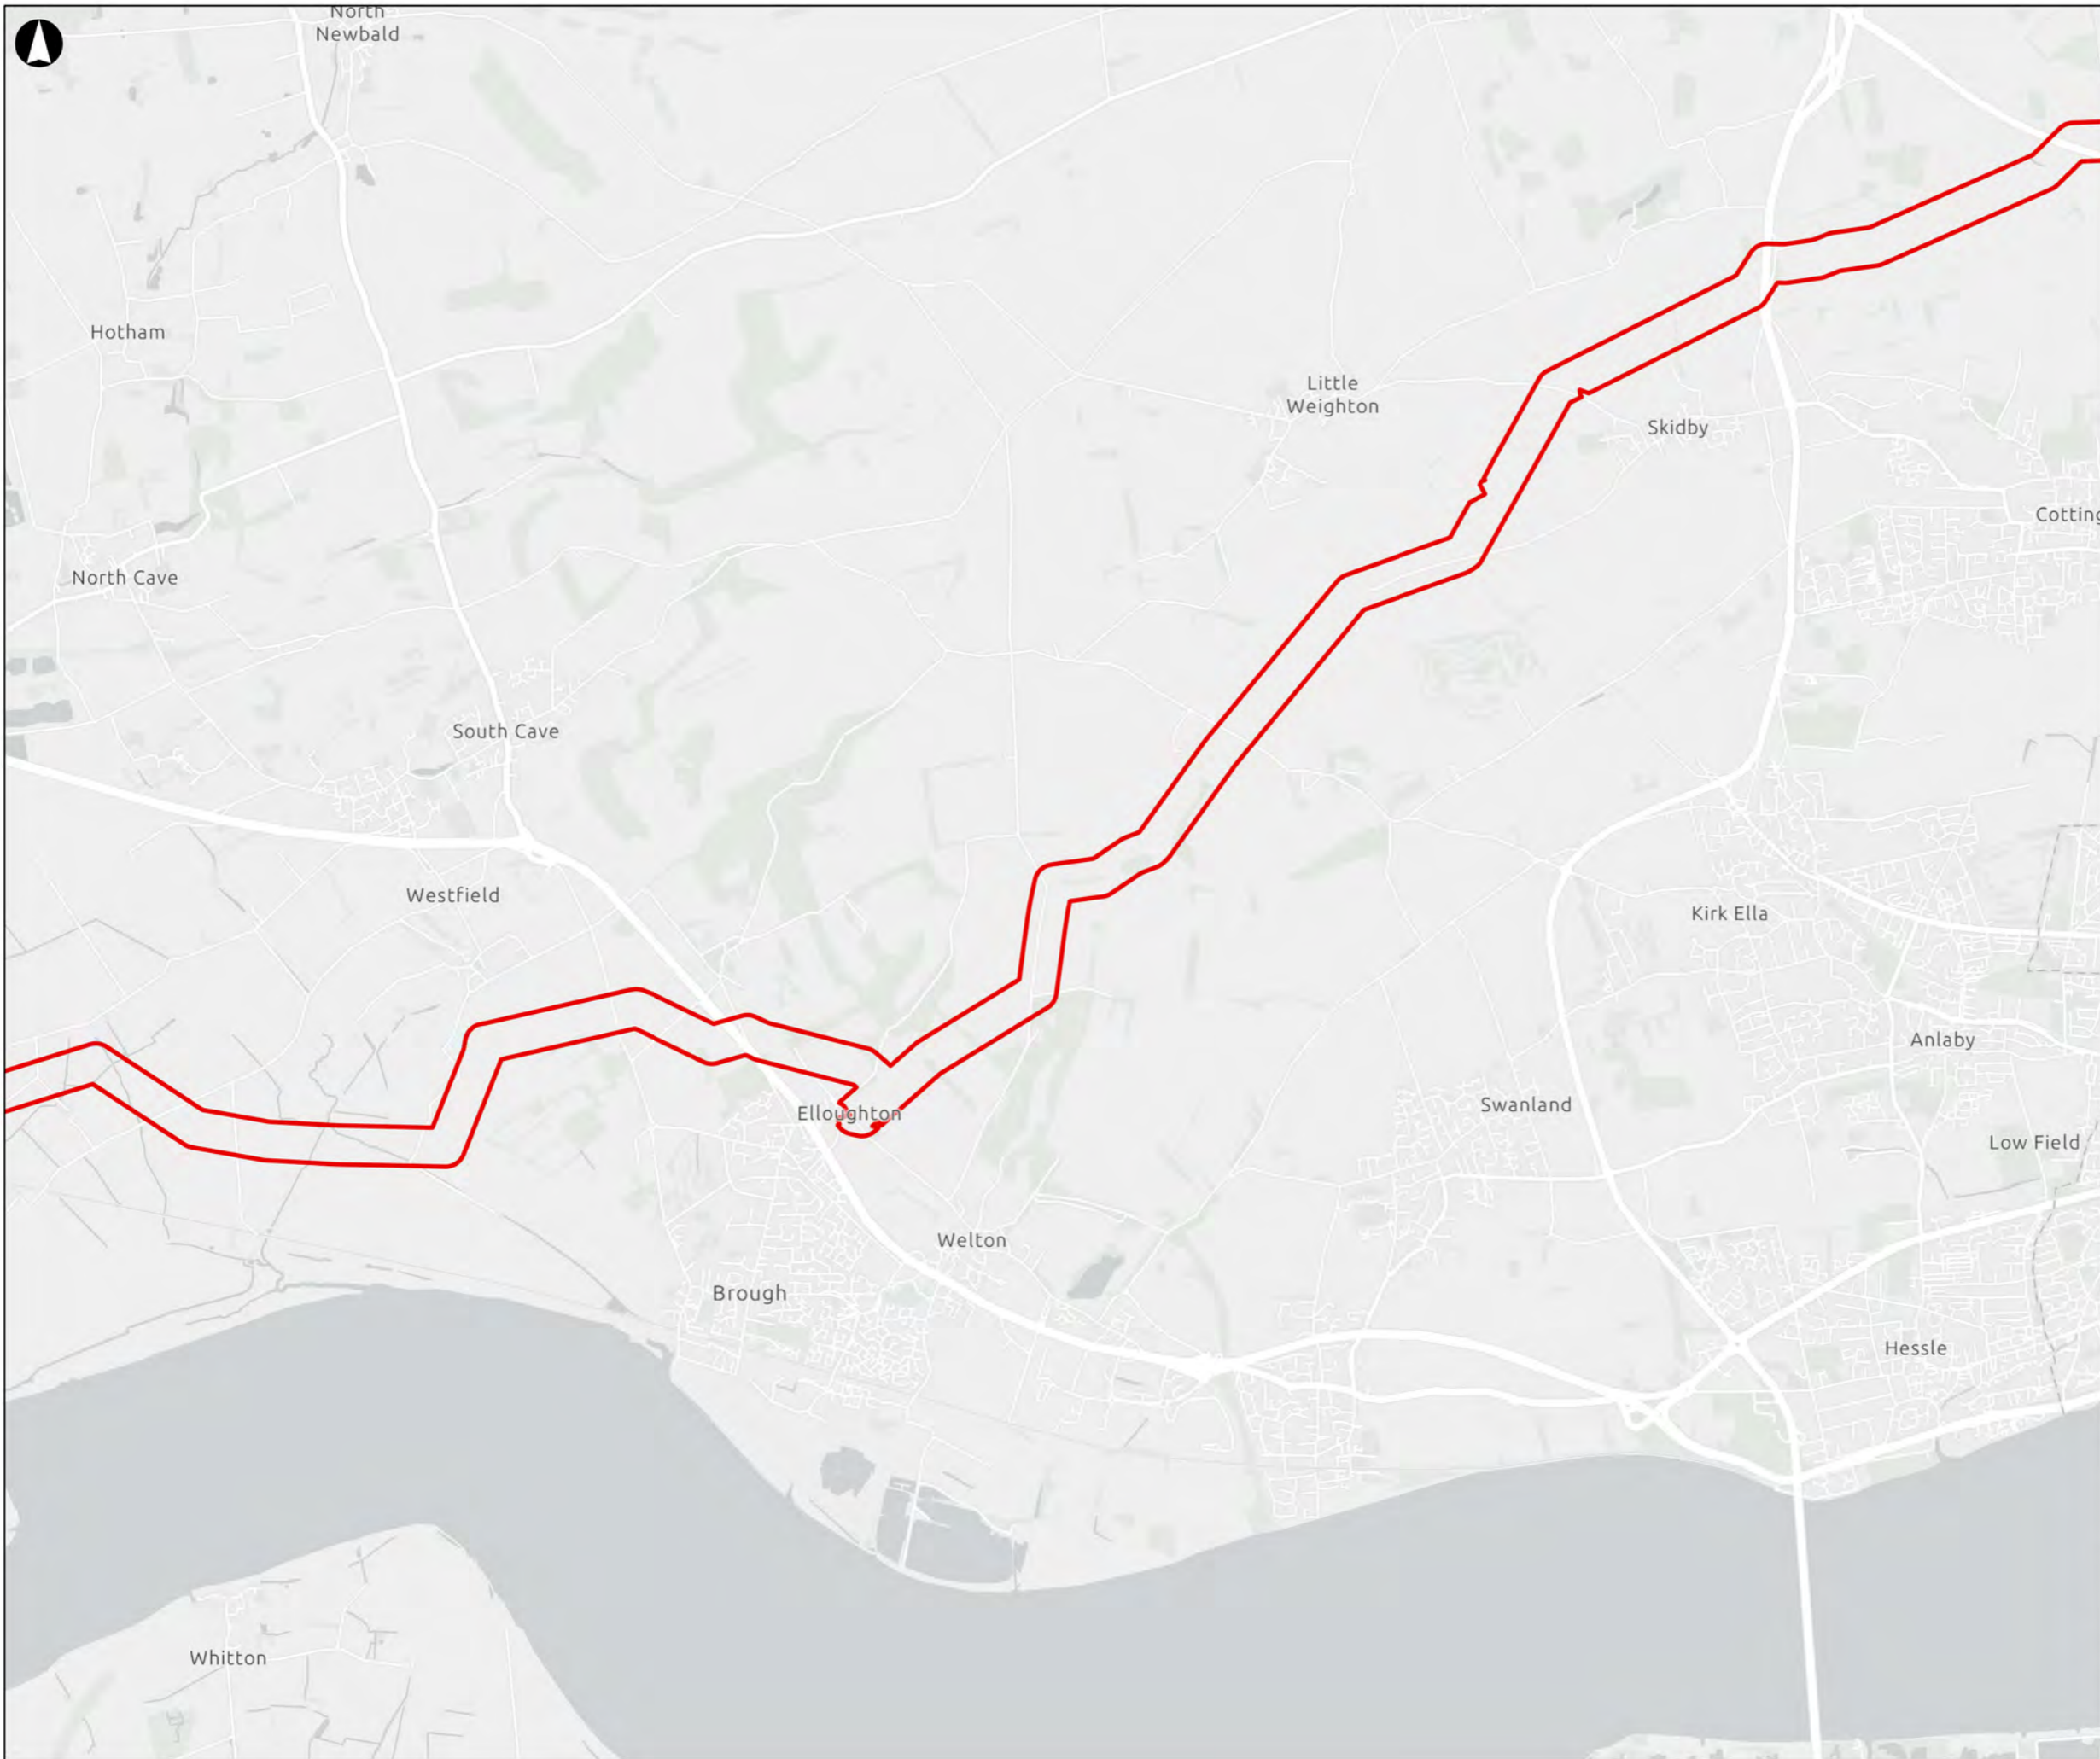 North
Newbald
Hotham
Little
Weighton
Skidby
Cotting
North Cave
South Cave
Westfield
Kirk Ella
Anlaby
Elloughton
Swanland
Low Field
Welton
Brough
Hessle
Whitton